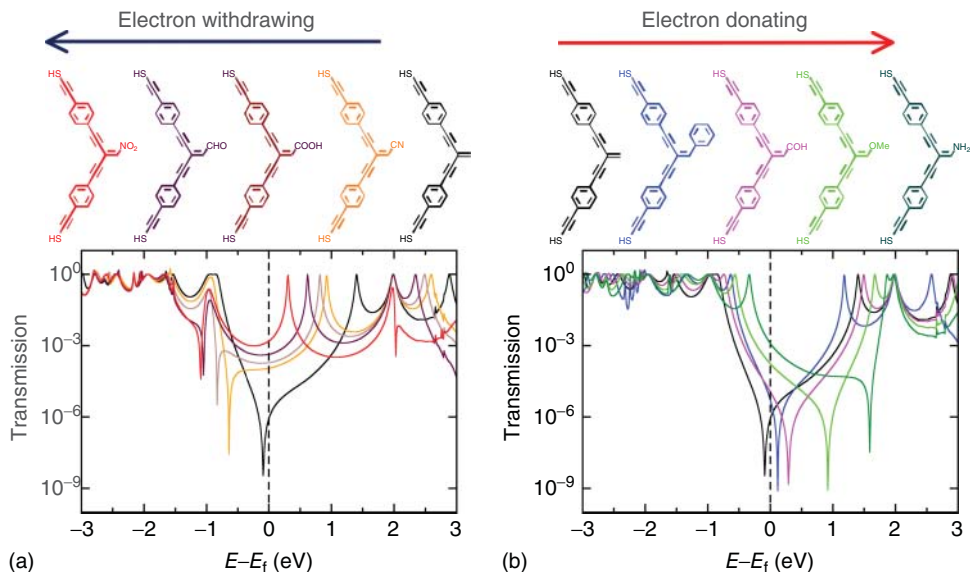 (a) Electron withdrawing
HS HS HS HS HS
NO2 CHO COOH CN
HS HS HS HS HS
10^0
10^−3
10^−6
10^−9
Transmission
−3 −2 −1 0 1 2 3
E–Ef (eV)
(b) Electron donating
HS HS HS HS HS
COH OMe NH2
HS HS HS HS HS
10^0
10^−3
10^−6
10^−9
Transmission
−3 −2 −1 0 1 2 3
E–Ef (eV)